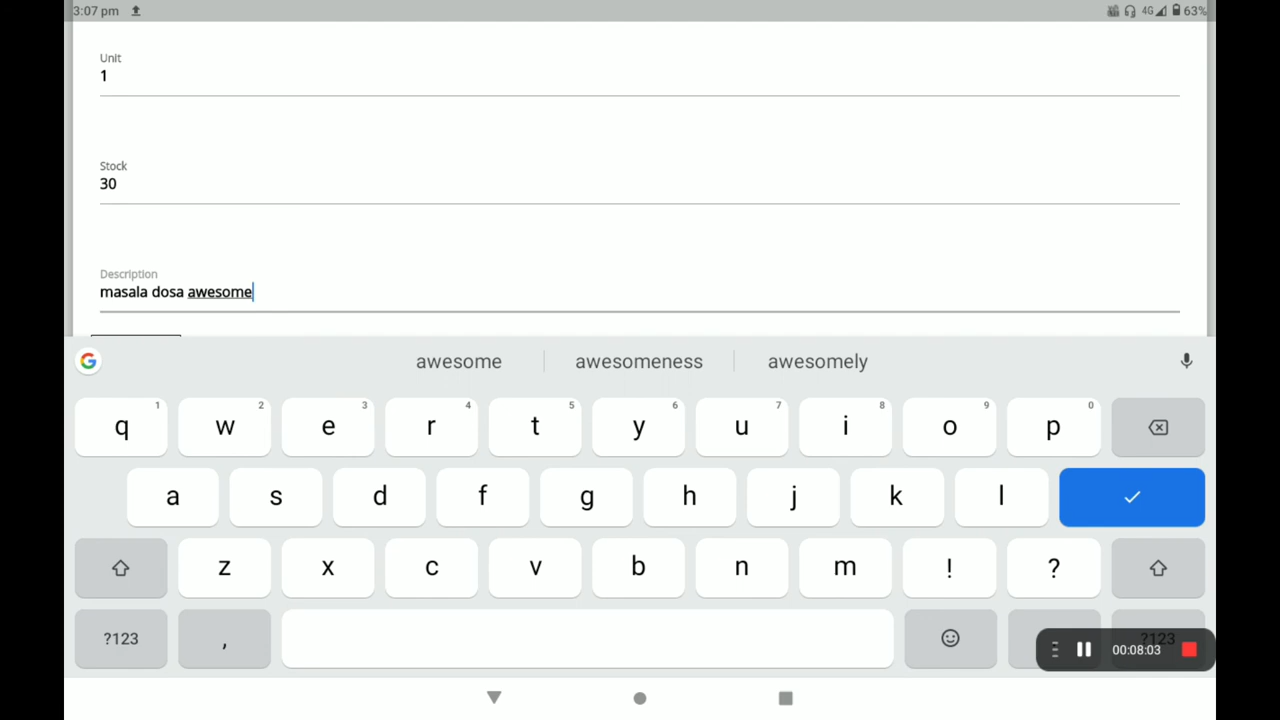 3:07 pm 4G 63%
Unit
1
Stock
30
Description
masala dosa awesome
G awesome awesomeness awesomely
q 1 w 2 e 3 r 4 t 5 y 6 u 7 i 8 o 9 p 0
a s d f g h j k l
z x c v b n m ! ?
?123 , ?123
00:08:03